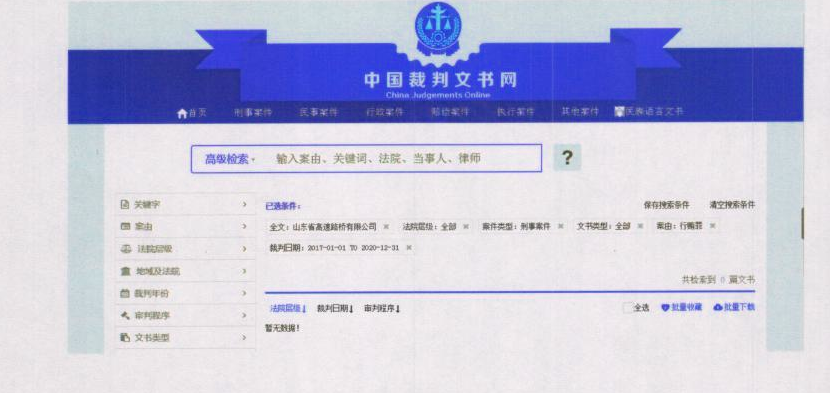 中国裁判文书网
China Judgements Online
首页 刑事案件 民事案件 行政案件 赔偿案件 执行案件 其他案件 民族语言文书
高级检索 输入案由、关键词、法院、当事人、律师 ?
关键字 > 已选条件: 保存搜索条件 清空搜索条件
案由 > 全文:山东省高速路桥有限公司 × 法院层级:全部 × 案件类型:刑事案件 × 文书类型:全部 × 案由:行贿罪 ×
法院层级 > 裁判日期:2017-01-01 TO 2020-12-31 ×
地域及法院 >
共检索到 0 篇文书
裁判年份 >
审判程序 > 法院层级↓ 裁判日期↓ 审判程序↓ 全选 批量收藏 批量下载
文书类型 > 暂无数据!